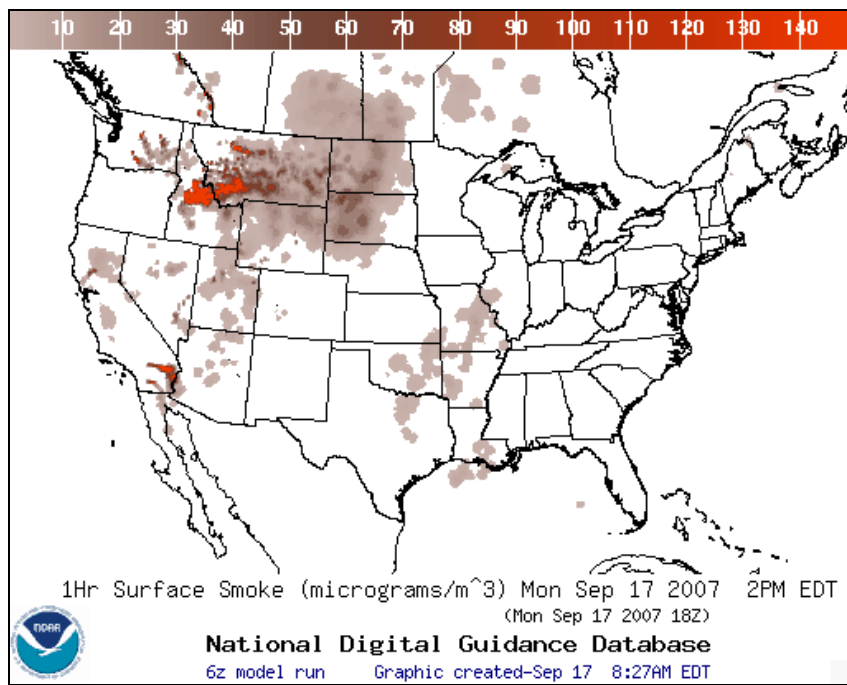 10 20 30 40 50 60 70 80 90 100 110 120 130 140
1Hr Surface Smoke (micrograms/m^3) Mon Sep 17 2007 2PM EDT
(Mon Sep 17 2007 18Z)
noaa
National Digital Guidance Database
6z model run Graphic created-Sep 17 8:27AM EDT